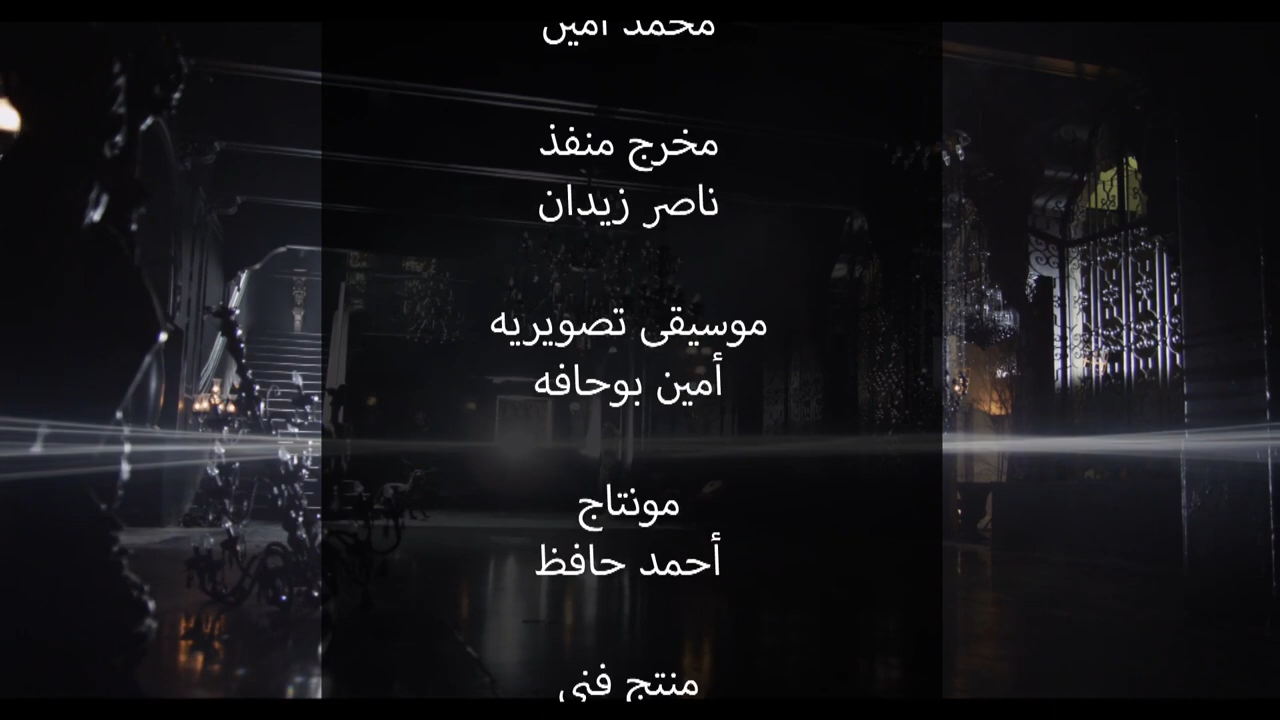 محمد أمين
مخرج منفذ
ناصر زيدان
موسيقى تصويريه
أمين بوحافه
مونتاج
أحمد حافظ
منتج فني